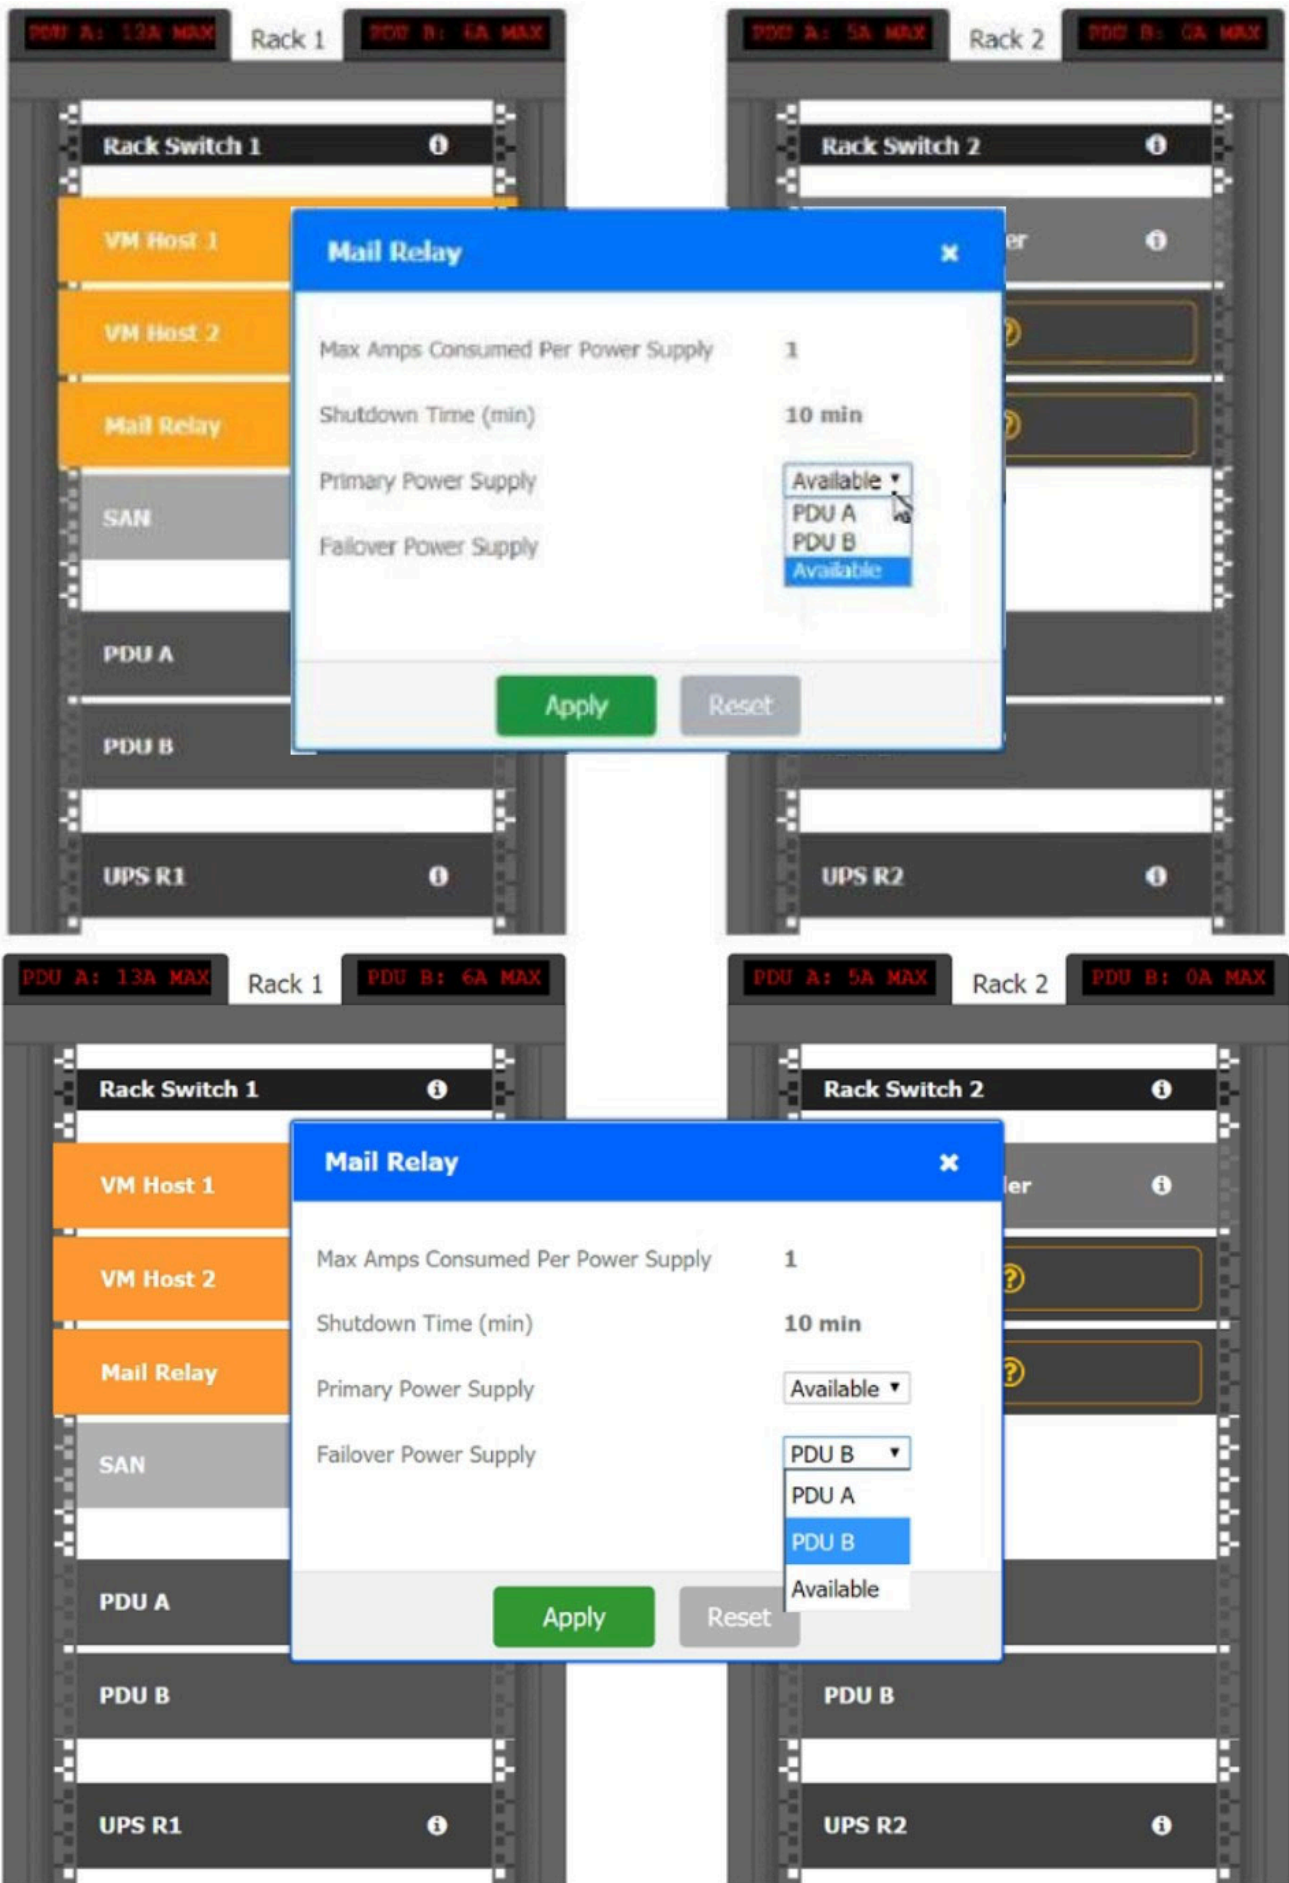 PDU A: 13A MAX Rack 1 PDU B: 6A MAX PDU A: 5A MAX Rack 2 PDU B: 0A MAX
Rack Switch 1 Rack Switch 2
VM Host 1 Mail Relay er
VM Host 2 Max Amps Consumed Per Power Supply 1
Shutdown Time (min) 10 min
Mail Relay
Primary Power Supply Available
SAN PDU A
Failover Power Supply PDU B
Available
PDU A
Apply Reset
PDU B
UPS R1 UPS R2
PDU A: 13A MAX Rack 1 PDU B: 6A MAX PDU A: 5A MAX Rack 2 PDU B: 0A MAX
Rack Switch 1 Rack Switch 2
Mail Relay
VM Host 1 ler
VM Host 2 Max Amps Consumed Per Power Supply 1
Shutdown Time (min) 10 min
Mail Relay Primary Power Supply Available
SAN Failover Power Supply PDU B
PDU A
PDU B
PDU A Available
Apply Reset
PDU B PDU B
UPS R1 UPS R2